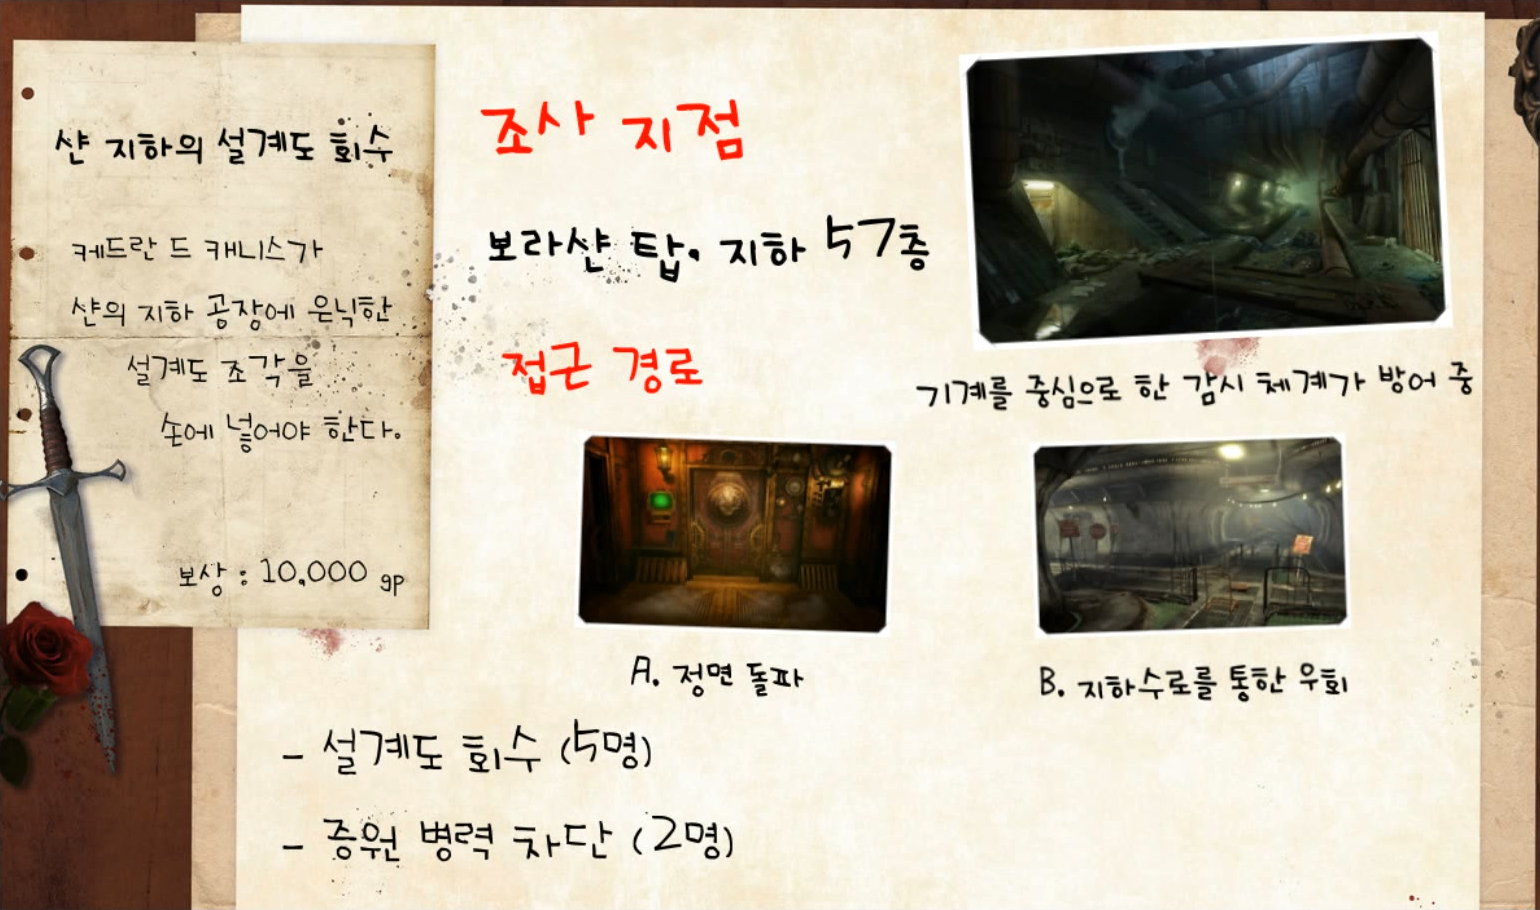 샨 지하의 설계도 회수
케드란 드 캐니스가
샨의 지하 공장에 은닉한
설계도 조각을
손에 넣어야 한다.
보상 : 10,000 gp
조사 지점
보라샨 탑. 지하 57층
기계를 중심으로 한 감시 체계가 방어 중
접근 경로
A. 정면 돌파
B. 지하수로를 통한 우회
- 설계도 회수 (5명)
- 증원 병력 차단 (2명)